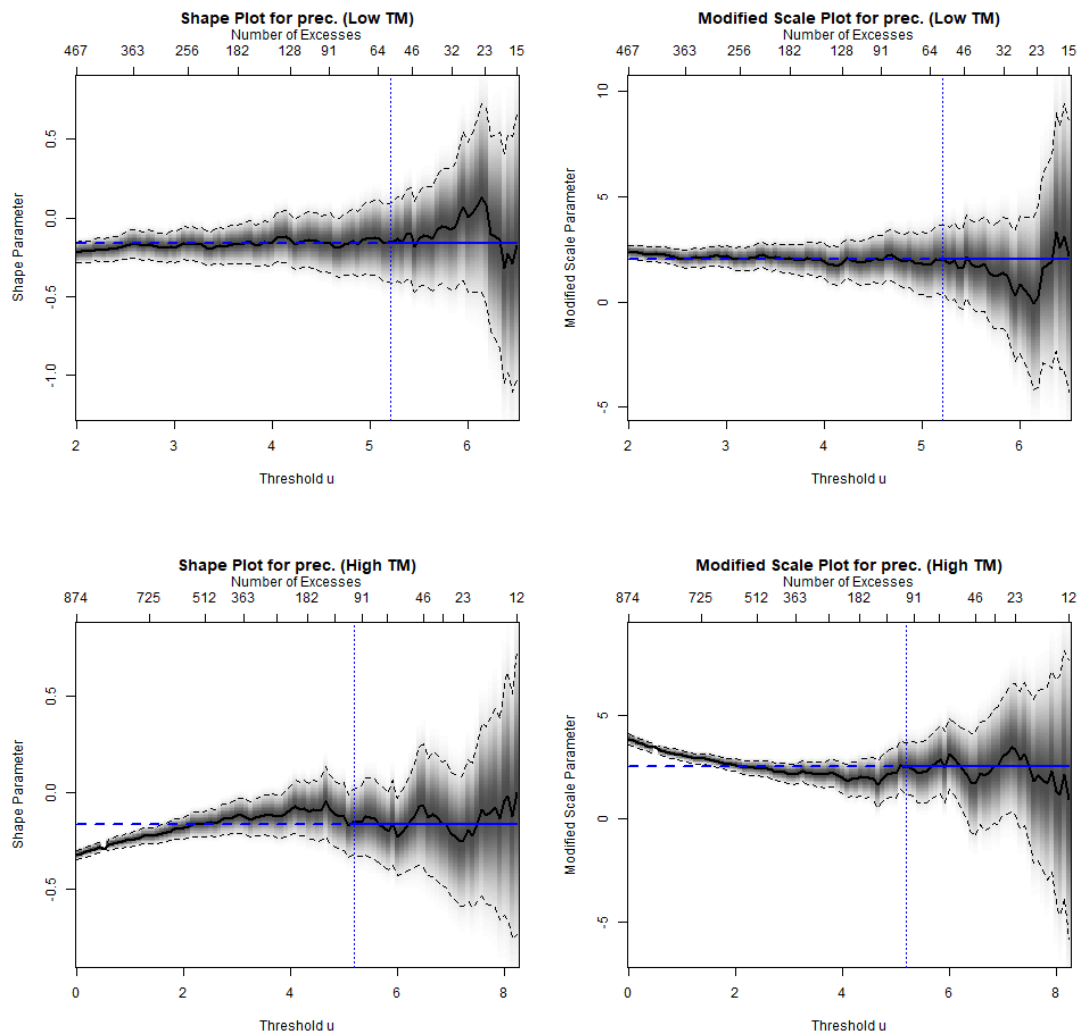 Shape Plot for prec. (Low TM)
Number of Excesses
467 363 256 182 128 91 64 46 32 23 15
Shape Parameter
0.5
0.0
-0.5
-1.0
2 3 4 5 6
Threshold u
Modified Scale Plot for prec. (Low TM)
Number of Excesses
467 363 256 182 128 91 64 46 32 23 15
Modified Scale Parameter
10
5
0
-5
2 3 4 5 6
Threshold u
Shape Plot for prec. (High TM)
Number of Excesses
874 725 512 363 182 91 46 23 12
Shape Parameter
0.5
0.0
-0.5
0 2 4 6 8
Threshold u
Modified Scale Plot for prec. (High TM)
Number of Excesses
874 725 512 363 182 91 46 23 12
Modified Scale Parameter
5
0
-5
0 2 4 6 8
Threshold u